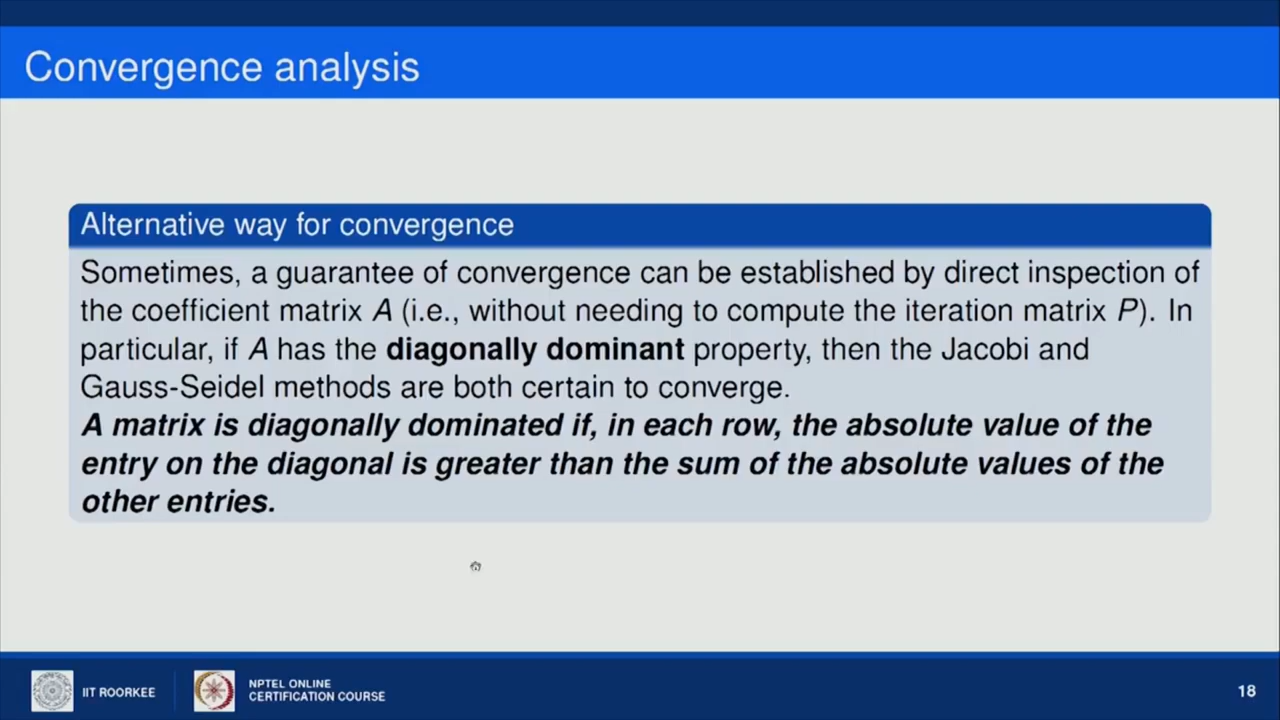 Convergence analysis
Alternative way for convergence
Sometimes, a guarantee of convergence can be established by direct inspection of
the coefficient matrix A (i.e., without needing to compute the iteration matrix P). In
particular, if A has the diagonally dominant property, then the Jacobi and
Gauss-Seidel methods are both certain to converge.
A matrix is diagonally dominated if, in each row, the absolute value of the
entry on the diagonal is greater than the sum of the absolute values of the
other entries.
IIT ROORKEE
NPTEL ONLINE
CERTIFICATION COURSE
18